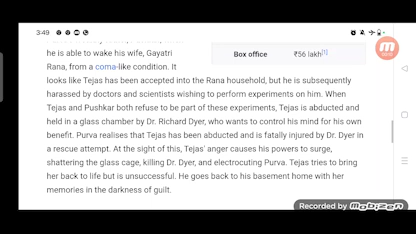 3:49
he is able to wake his wife, Gayatri
Rana, from a coma-like condition. It
Box office ₹56 lakh[1]
looks like Tejas has been accepted into the Rana household, but he is subsequently
harassed by doctors and scientists wishing to perform experiments on him. When
Tejas and Pushkar both refuse to be part of these experiments, Tejas is abducted and
held in a glass chamber by Dr. Richard Dyer, who wants to control his mind for his own
benefit. Purva realises that Tejas has been abducted and is fatally injured by Dr. Dyer in
a rescue attempt. At the sight of this, Tejas' anger causes his powers to surge,
shattering the glass cage, killing Dr. Dyer, and electrocuting Purva. Tejas tries to bring
her back to life but is unsuccessful. He goes back to his basement home with her
memories in the darkness of guilt.
Recorded by Mobizen